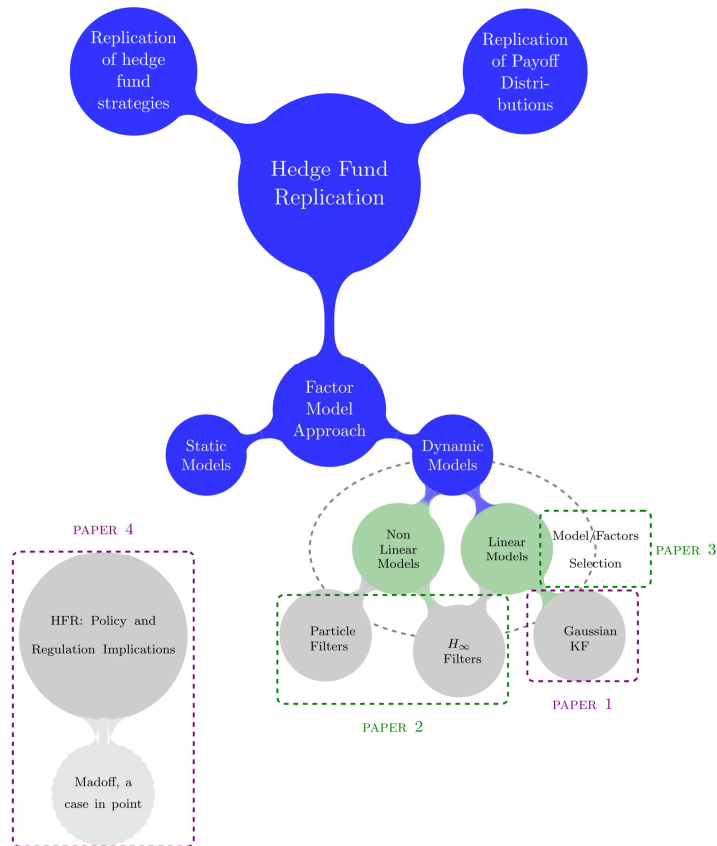 Replication
of hedge
fund
strategies
Replication
of Payoff
Distri-
butions
Hedge Fund
Replication
Factor
Model
Approach
Static
Models
Dynamic
Models
Non
Linear
Models
Linear
Models
Model/Factors
Selection
PAPER 3
PAPER 4
HFR: Policy and
Regulation Implications
Particle
Filters
H∞
Filters
Gaussian
KF
PAPER 1
PAPER 2
Madoff, a
case in point